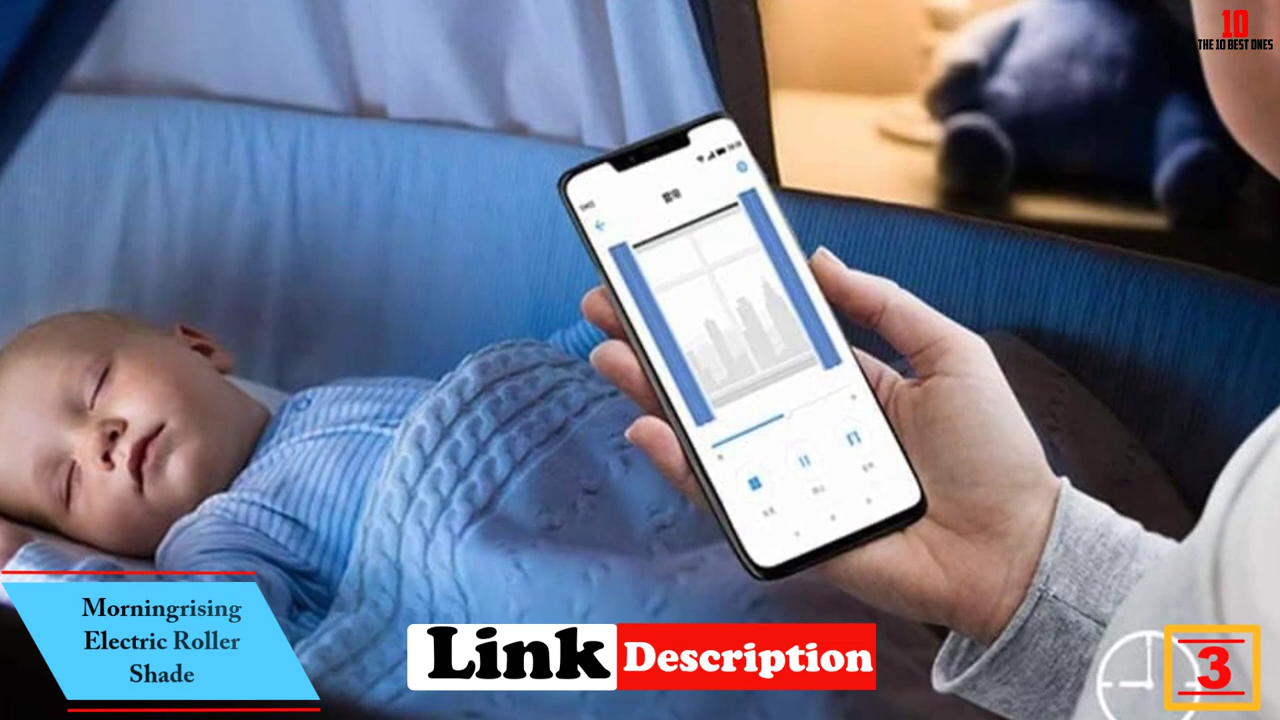 10
THE 10 BEST ONES
Morningrising
Electric Roller
Shade
Link Description
3